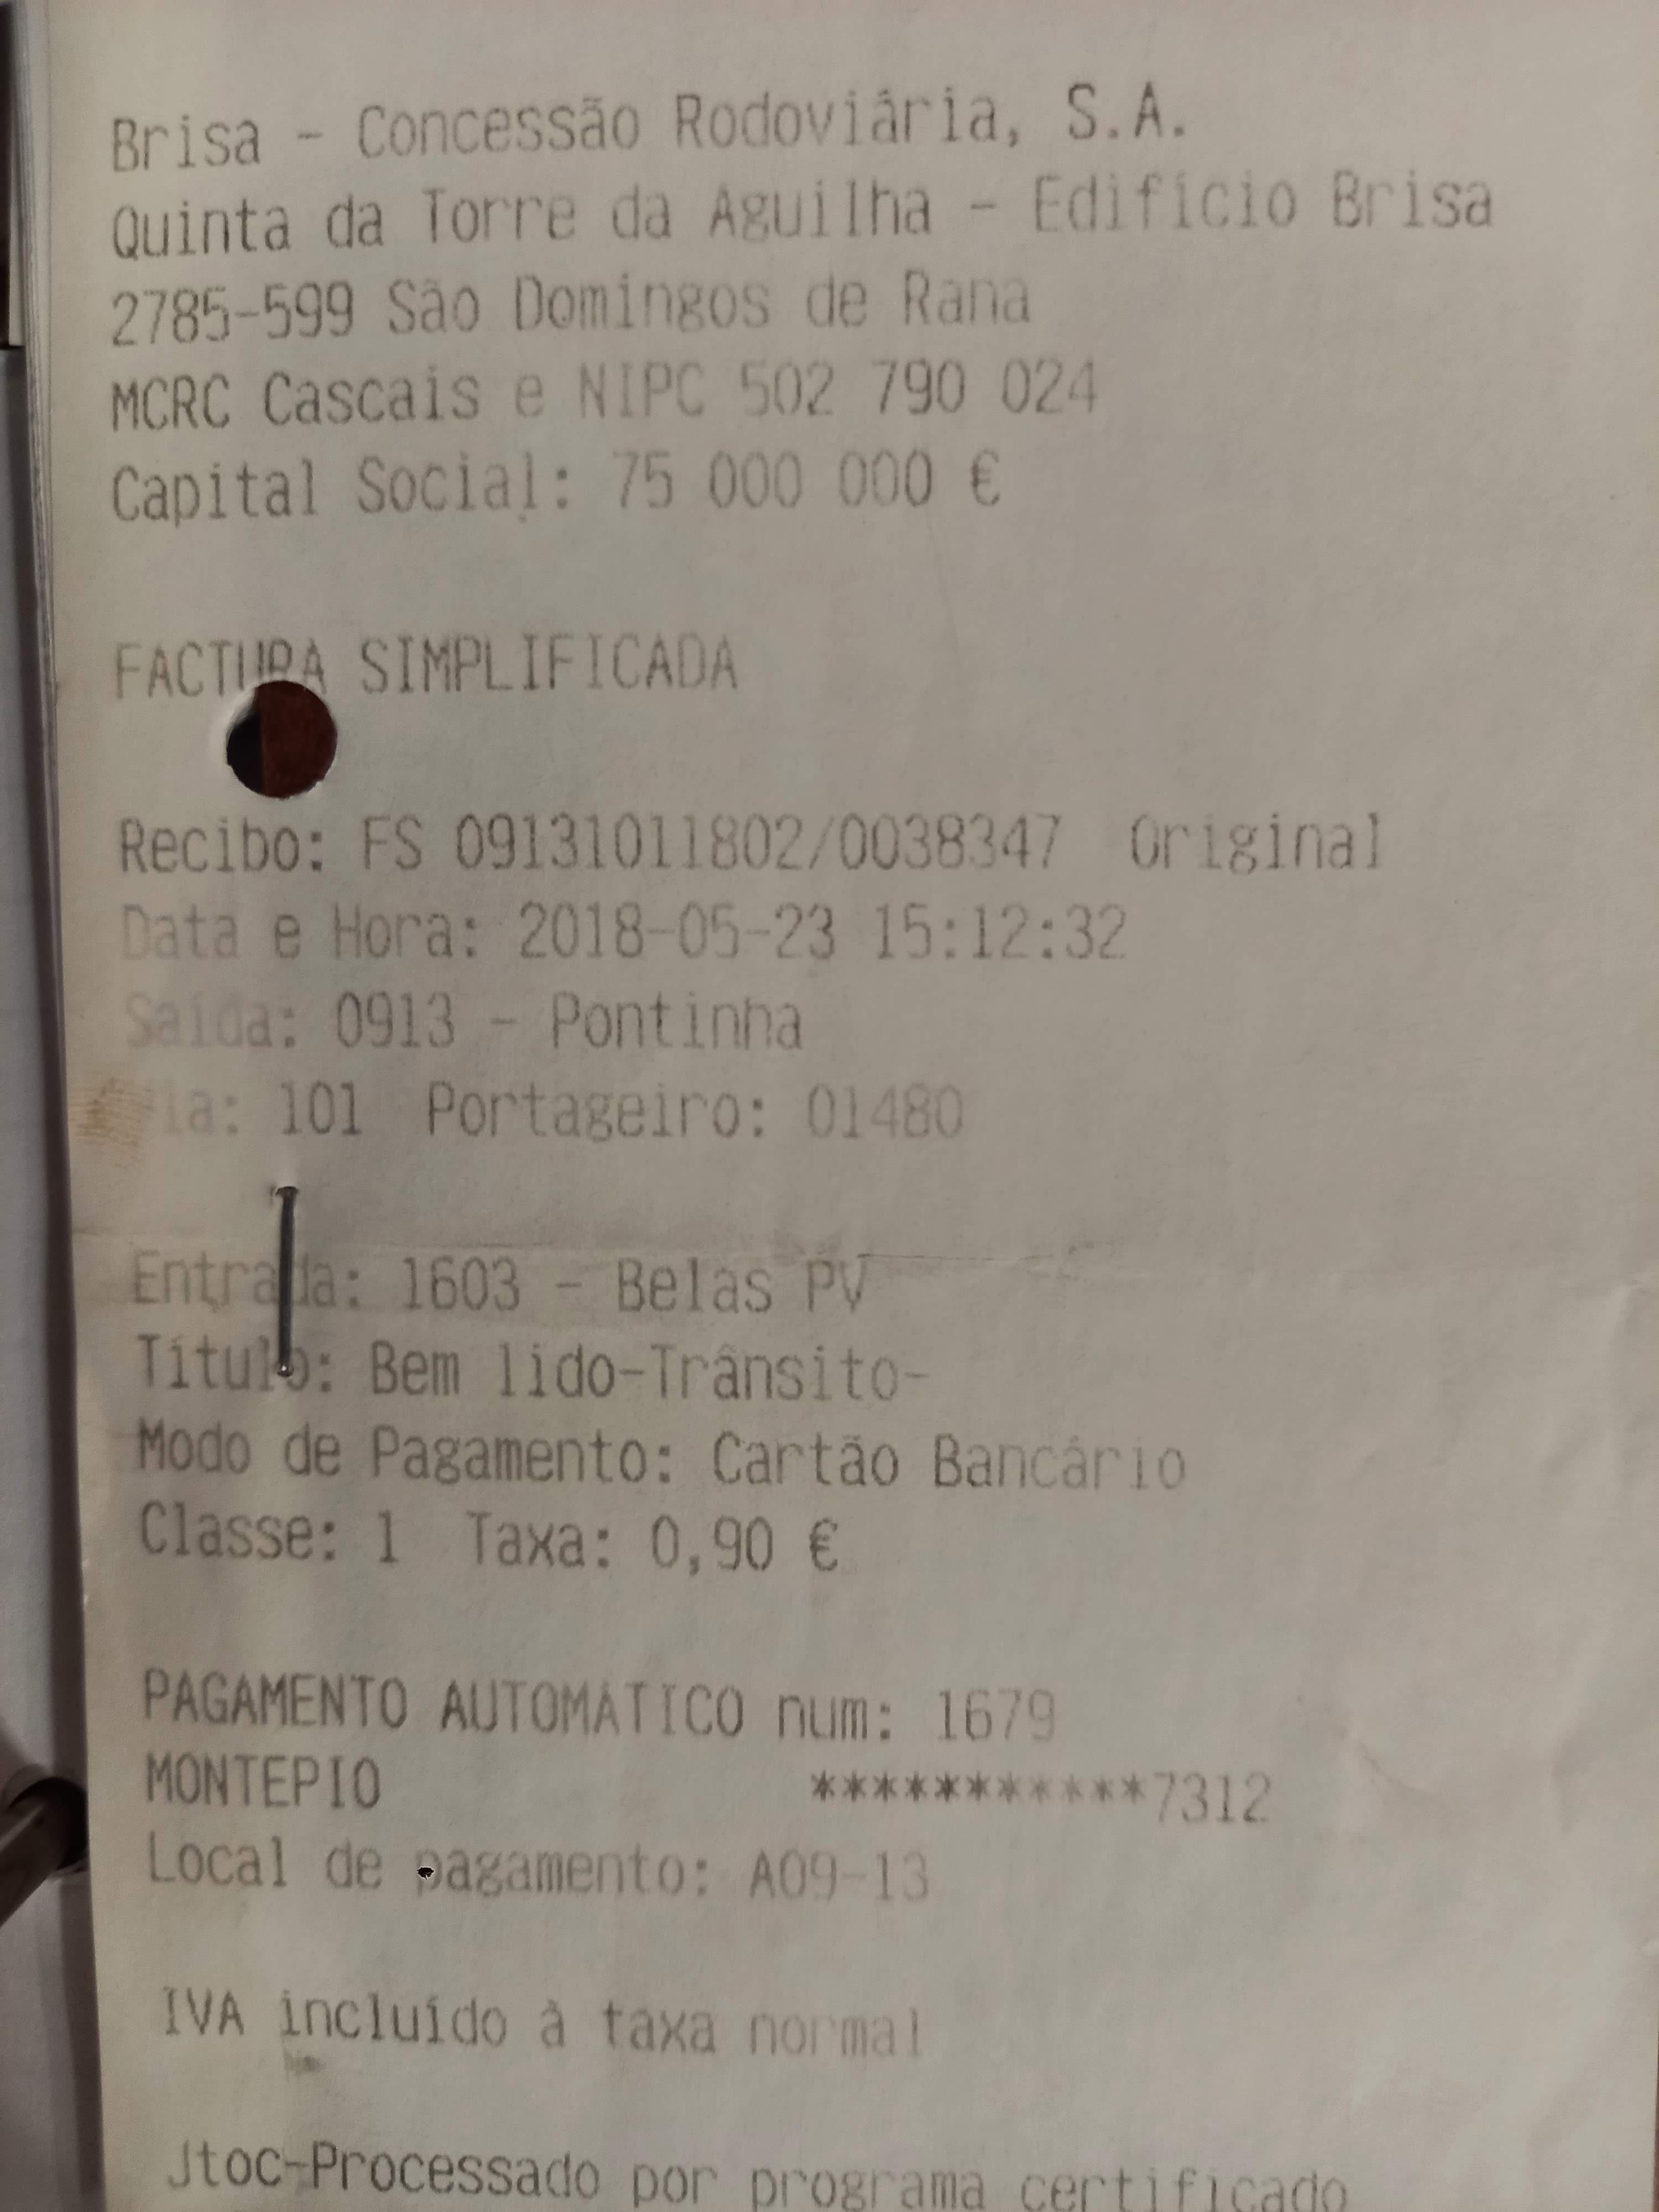 Brisa - Concessão Rodoviária, S.A.
Quinta da Torre da Aguilha - Edifício Brisa
2785-599 São Domingos de Rana
MCRC Cascais e NIPC 502 790 024
Capital Social: 75 000 000 €
FACTURA SIMPLIFICADA
Recibo: FS 09131011802/0038347 Original
Data e Hora: 2018-05-23 15:12:32
Saída: 0913 - Pontinha
Via: 101 Portageiro: 01480
Entrada: 1603 - Belas PV
Título: Bem lido-Trânsito-
Modo de Pagamento: Cartão Bancário
Classe: 1 Taxa: 0,90 €
PAGAMENTO AUTOMÁTICO num: 1679
MONTEPIO ***********7312
Local de pagamento: A09-13
IVA incluído à taxa normal
Jtoc-Processado por programa certificado